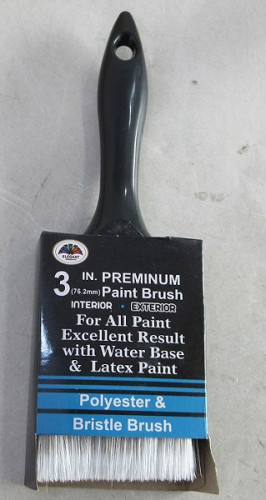 3 IN. PREMINUM
(76.2mm) Paint Brush
INTERIOR • EXTERIOR
For All Paint
Excellent Result
with Water Base
& Latex Paint
Polyester &
Bristle Brush